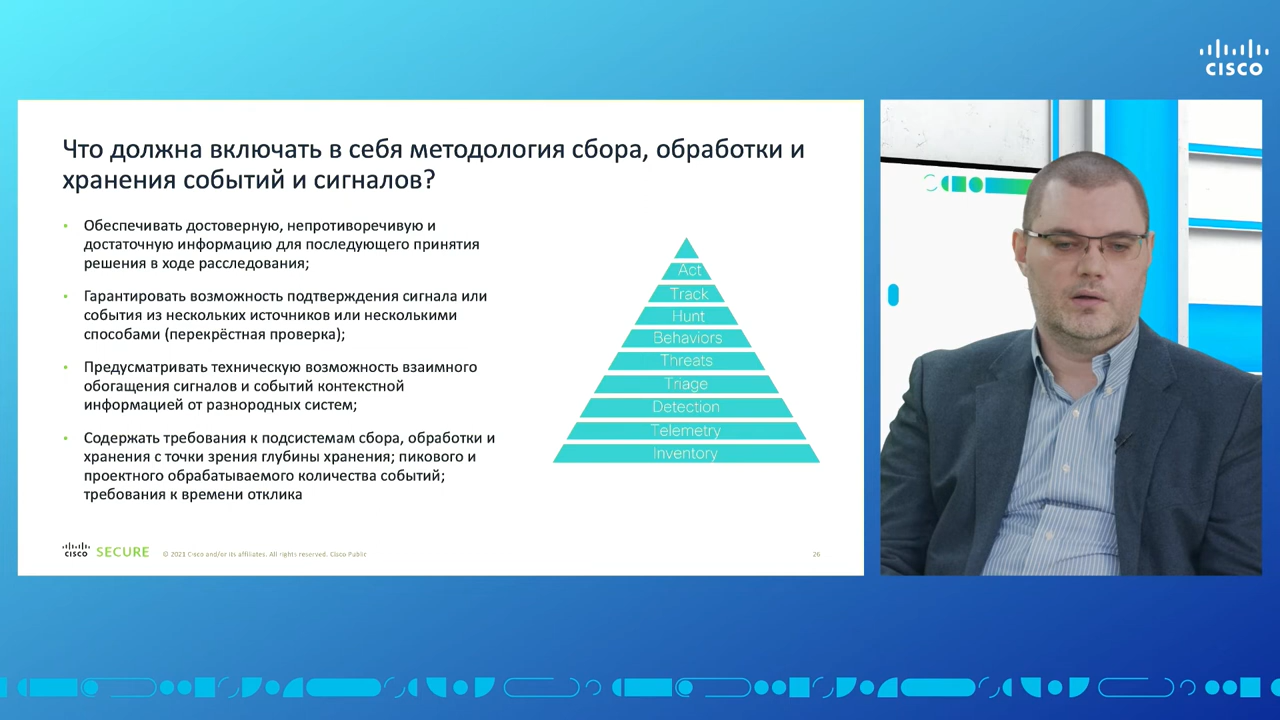 CISCO
Что должна включать в себя методология сбора, обработки и
хранения событий и сигналов?
• Обеспечивать достоверную, непротиворечивую и
достаточную информацию для последующего принятия
решения в ходе расследования;
• Гарантировать возможность подтверждения сигнала или
события из нескольких источников или несколькими
способами (перекрёстная проверка);
• Предусматривать техническую возможность взаимного
обогащения сигналов и событий контекстной
информацией от разнородных систем;
• Содержать требования к подсистемам сбора, обработки и
хранения с точки зрения глубины хранения; пикового и
проектного обрабатываемого количества событий;
требования к времени отклика
Act
Track
Hunt
Behaviors
Threats
Triage
Detection
Telemetry
Inventory
CISCO SECURE © 2021 Cisco and/or its affiliates. All rights reserved. Cisco Public
26